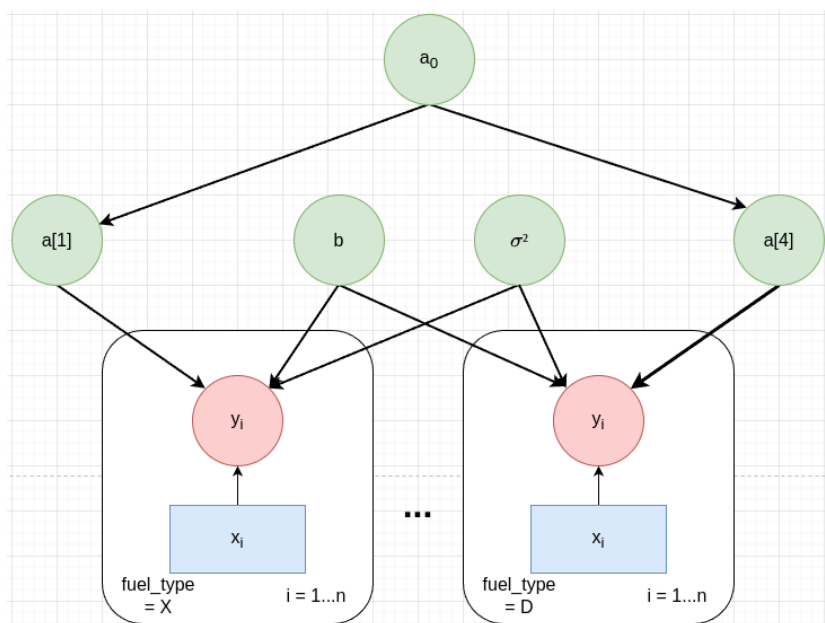 a₀
a[1]
b
σ²
a[4]
yᵢ
yᵢ
...
xᵢ
xᵢ
fuel_type
= X
i = 1...n
fuel_type
= D
i = 1...n